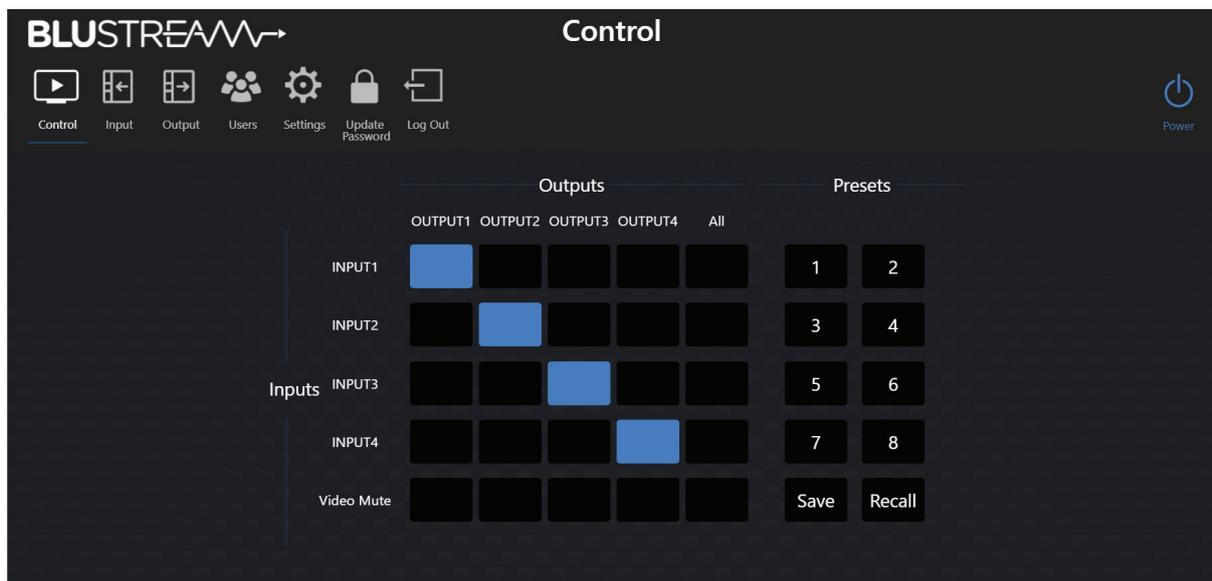 BLUSTREAM
Control
Control
Input
Output
Users
Settings
Update
Password
Log Out
Power
Outputs
Presets
OUTPUT1 OUTPUT2 OUTPUT3 OUTPUT4 All
INPUT1
1 2
INPUT2
3 4
Inputs
INPUT3
5 6
INPUT4
7 8
Video Mute
Save Recall